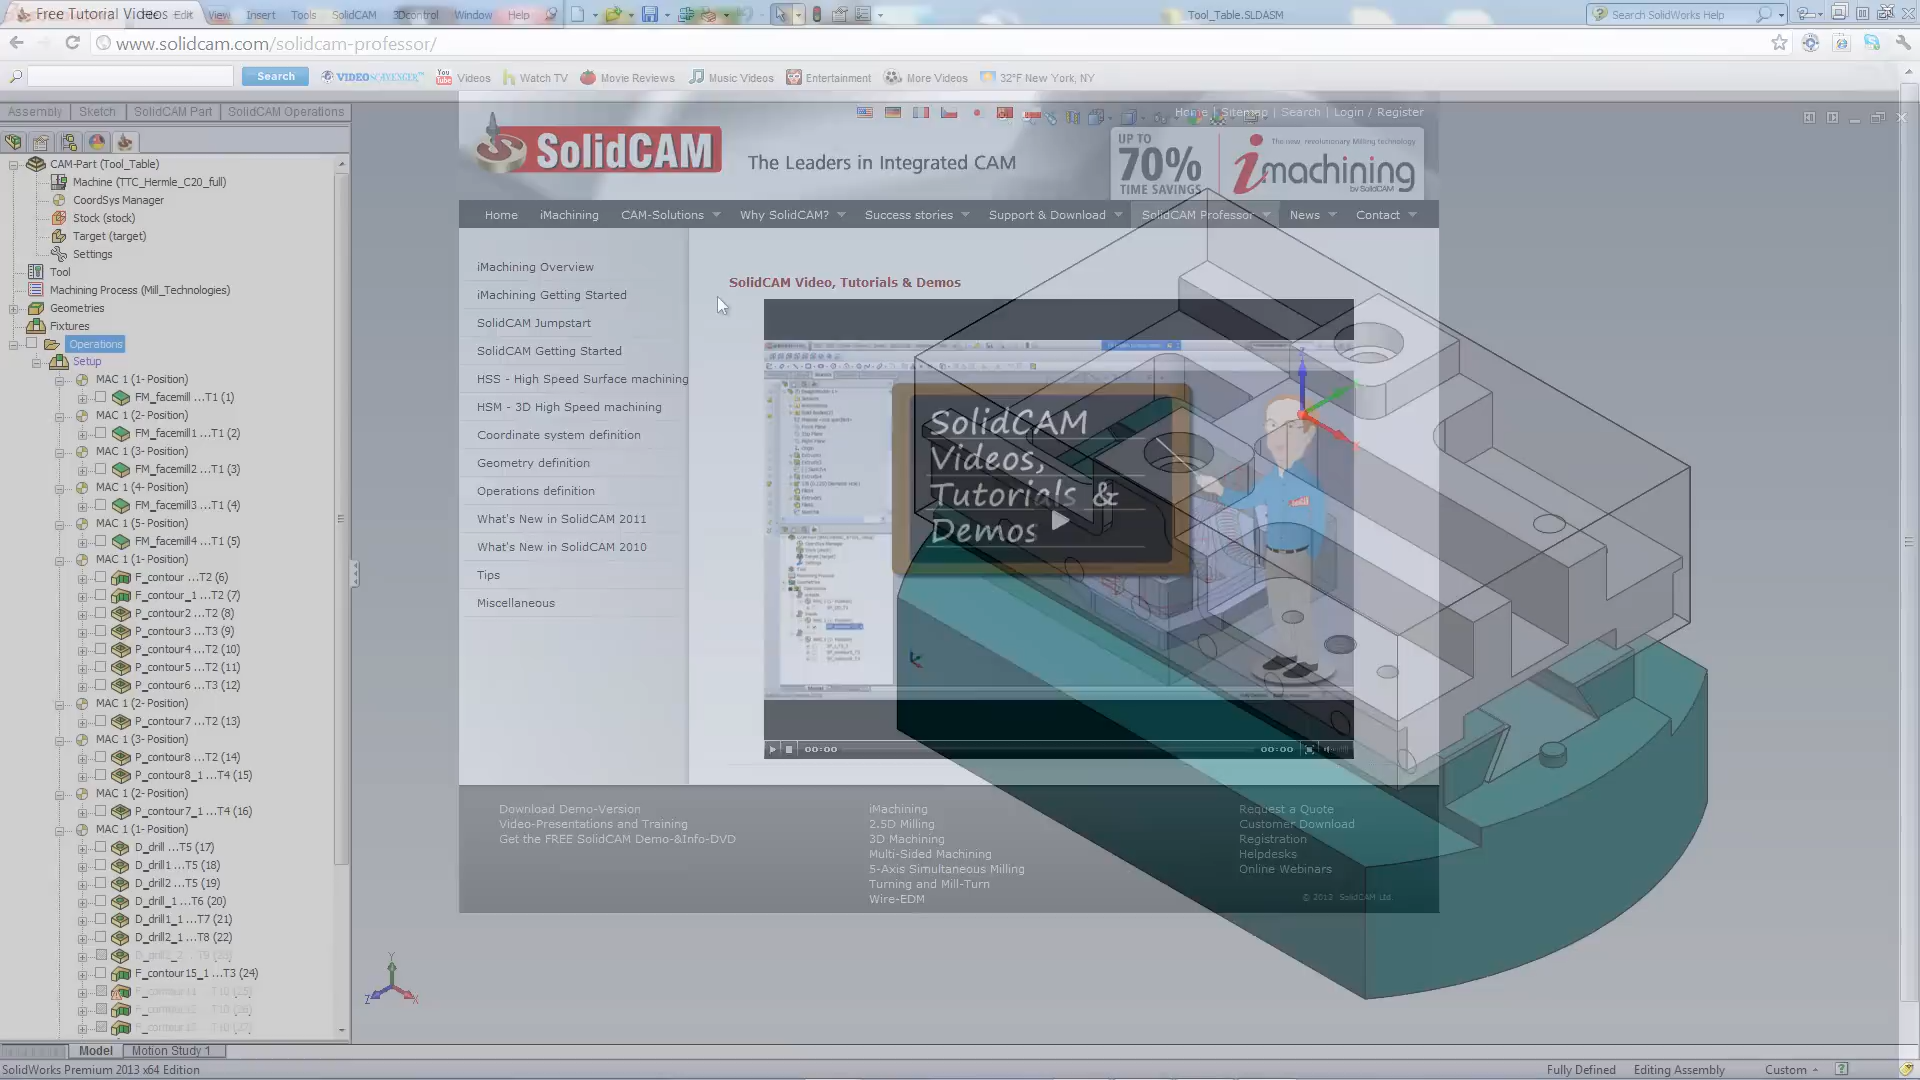 Free Tutorial Videos
Edit View Insert Tools SolidCAM 3Dcontrol Window Help
Tool_Table.SLDASM
Search SolidWorks Help
www.solidcam.com/solidcam-professor/
Search
VIDEOSCAVENGER
You Tube Videos
Watch TV
Movie Reviews
Music Videos
Entertainment
More Videos
32°F New York, NY
Assembly Sketch SolidCAM Part SolidCAM Operations
Home | Sitemap | Search | Login / Register
SolidCAM
The Leaders in Integrated CAM
UP TO
70%
TIME SAVINGS
The new, revolutionary Milling technology
imachining
by SolidCAM
Home iMachining CAM-Solutions Why SolidCAM? Success stories Support & Download SolidCAM Professor News Contact
CAM-Part (Tool_Table)
Machine (TTC_Hermle_C20_full)
CoordSys Manager
Stock (stock)
Target (target)
Settings
Tool
Machining Process (Mill_Technologies)
Geometries
Fixtures
Operations
Setup
MAC 1 (1- Position)
FM_facemill ...T1 (1)
MAC 1 (2- Position)
FM_facemill1 ...T1 (2)
MAC 1 (3- Position)
FM_facemill2 ...T1 (3)
MAC 1 (4- Position)
FM_facemill3 ...T1 (4)
MAC 1 (5- Position)
FM_facemill4 ...T1 (5)
MAC 1 (1- Position)
F_contour ...T2 (6)
F_contour_1 ...T2 (7)
P_contour2 ...T2 (8)
P_contour3 ...T3 (9)
P_contour4 ...T2 (10)
P_contour5 ...T2 (11)
P_contour6 ...T3 (12)
MAC 1 (2- Position)
P_contour7 ...T2 (13)
MAC 1 (3- Position)
P_contour8 ...T2 (14)
P_contour8_1 ...T4 (15)
MAC 1 (2- Position)
P_contour7_1 ...T4 (16)
MAC 1 (1- Position)
D_drill ...T5 (17)
D_drill1 ...T5 (18)
D_drill2 ...T5 (19)
D_drill_1 ...T6 (20)
D_drill1_1 ...T7 (21)
D_drill2_1 ...T8 (22)
D_drill2_2 ...T9 (23)
F_contour15_1 ...T3 (24)
iMachining Overview
iMachining Getting Started
SolidCAM Jumpstart
SolidCAM Getting Started
HSS - High Speed Surface machining
HSM - 3D High Speed machining
Coordinate system definition
Geometry definition
Operations definition
What's New in SolidCAM 2011
What's New in SolidCAM 2010
Tips
Miscellaneous
SolidCAM Video, Tutorials & Demos
SolidCAM
Videos,
Tutorials &
Demos
00:00
00:00
Download Demo-Version
Video-Presentations and Training
Get the FREE SolidCAM Demo-&Info-DVD
iMachining
2.5D Milling
3D Machining
Multi-Sided Machining
5-Axis Simultaneous Milling
Turning and Mill-Turn
Wire-EDM
Request a Quote
Customer Download
Registration
Helpdesks
Online Webinars
© 2012 SolidCAM Ltd.
Y
Z
X
Model Motion Study 1
SolidWorks Premium 2013 x64 Edition
Fully Defined Editing Assembly Custom